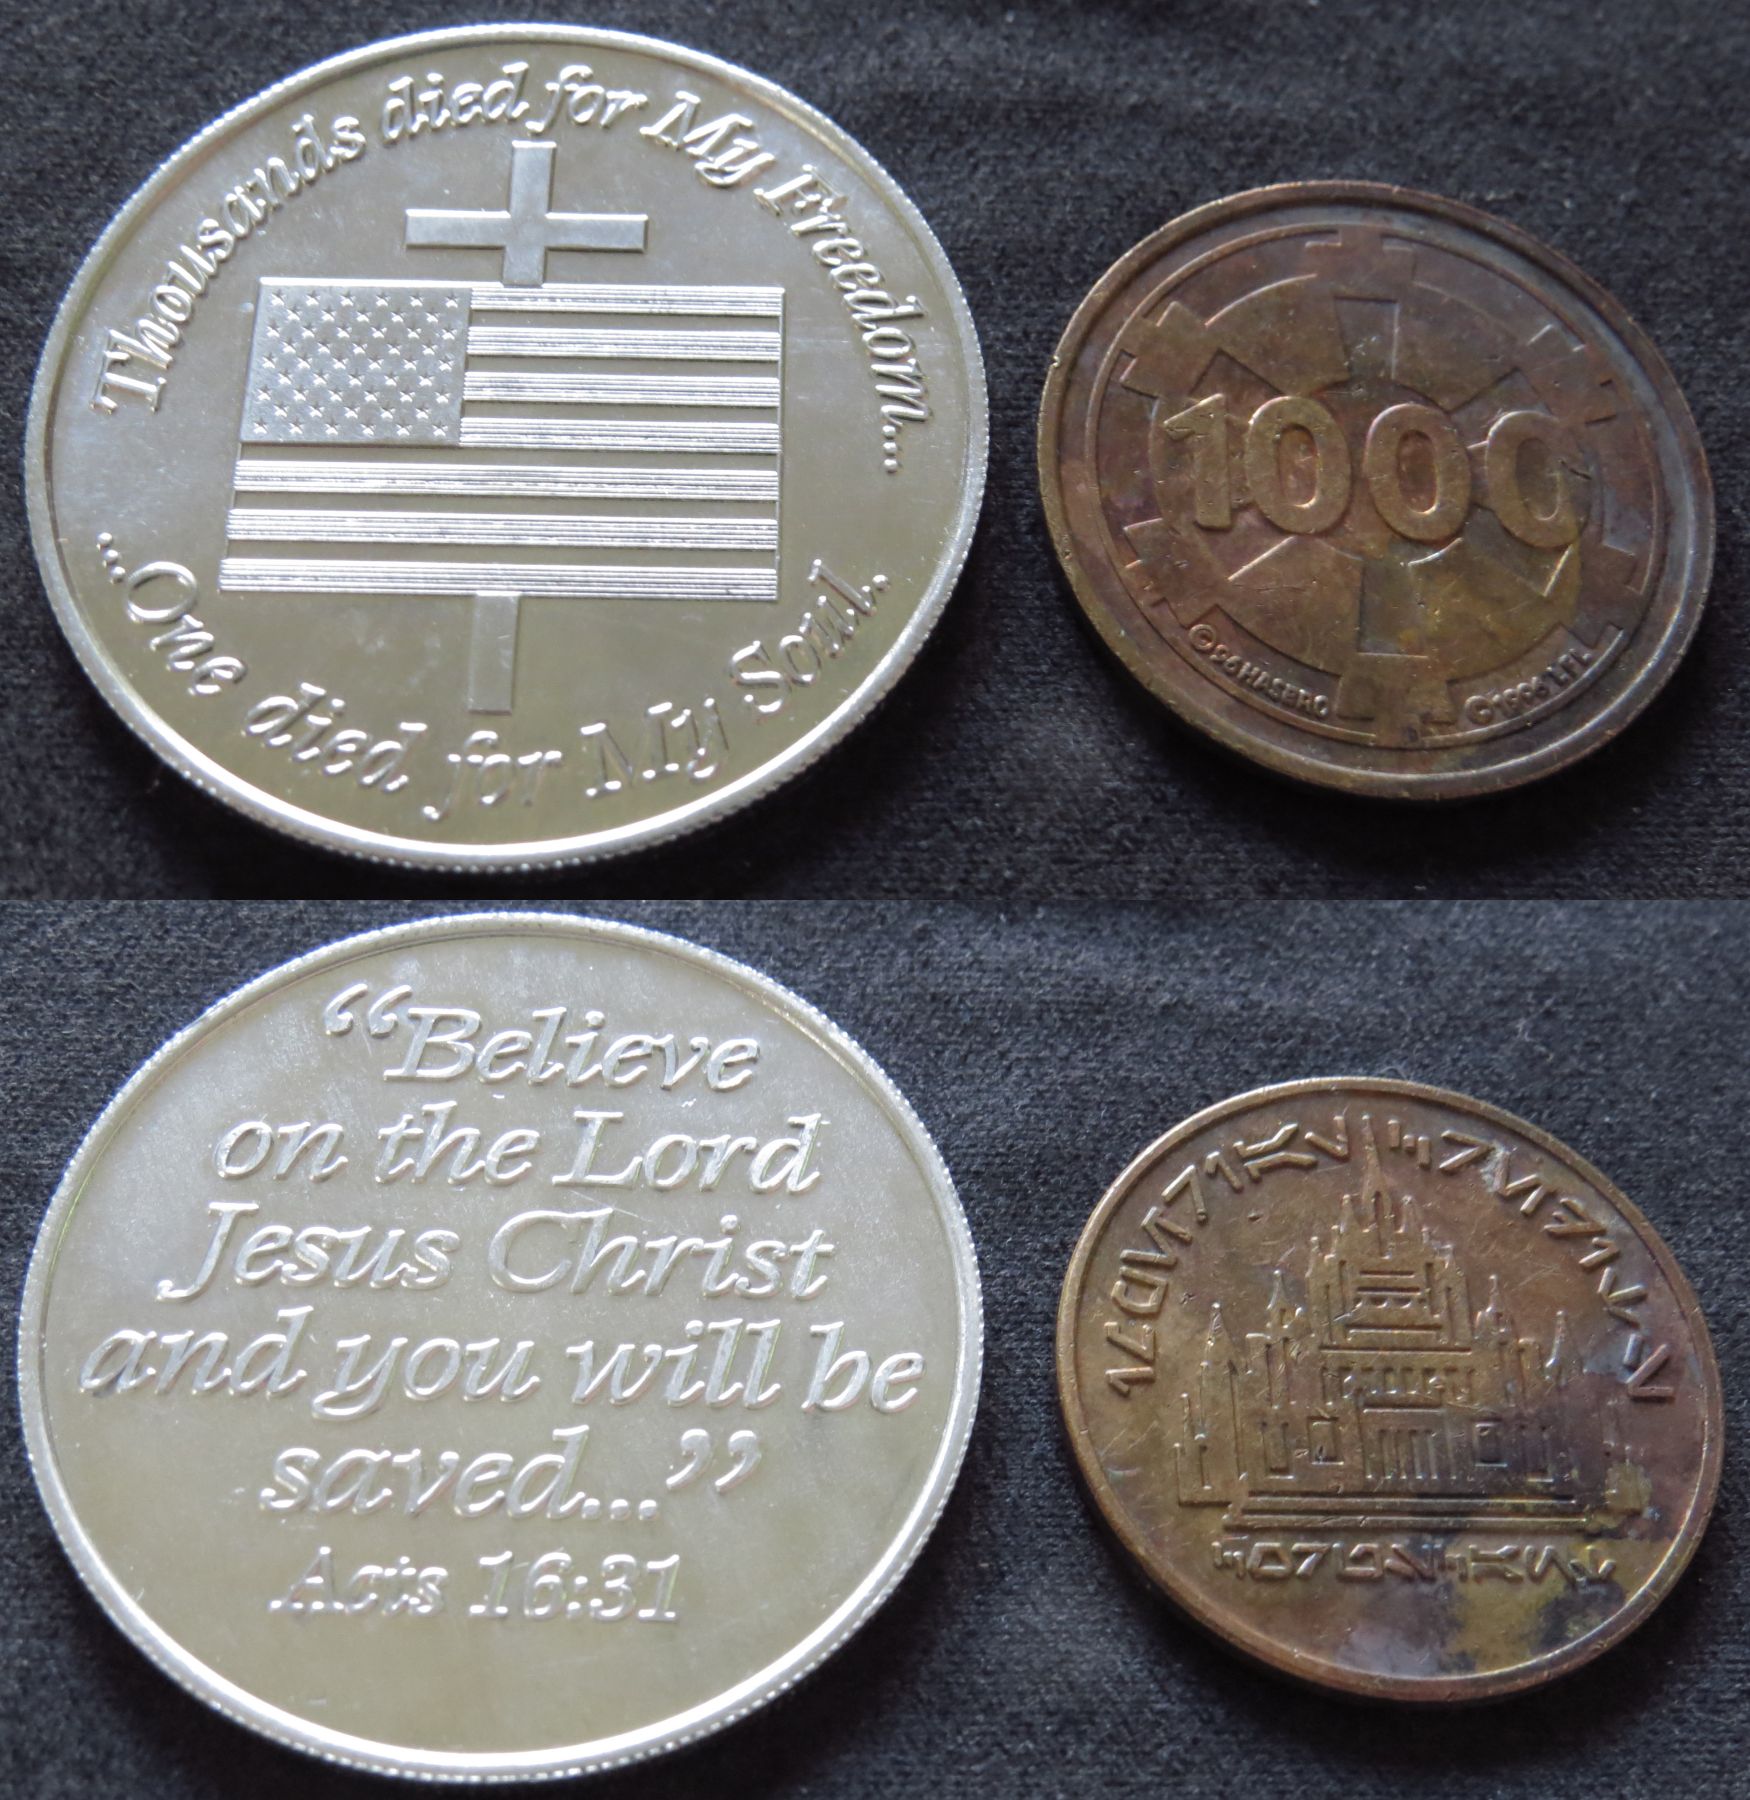 Thousands died for My Freedom...
...One died for My Soul.
1000
©'96 HASBRO
©1996 LFL
“Believe
on the Lord
Jesus Christ
and you will be
saved...”
Acts 16:31